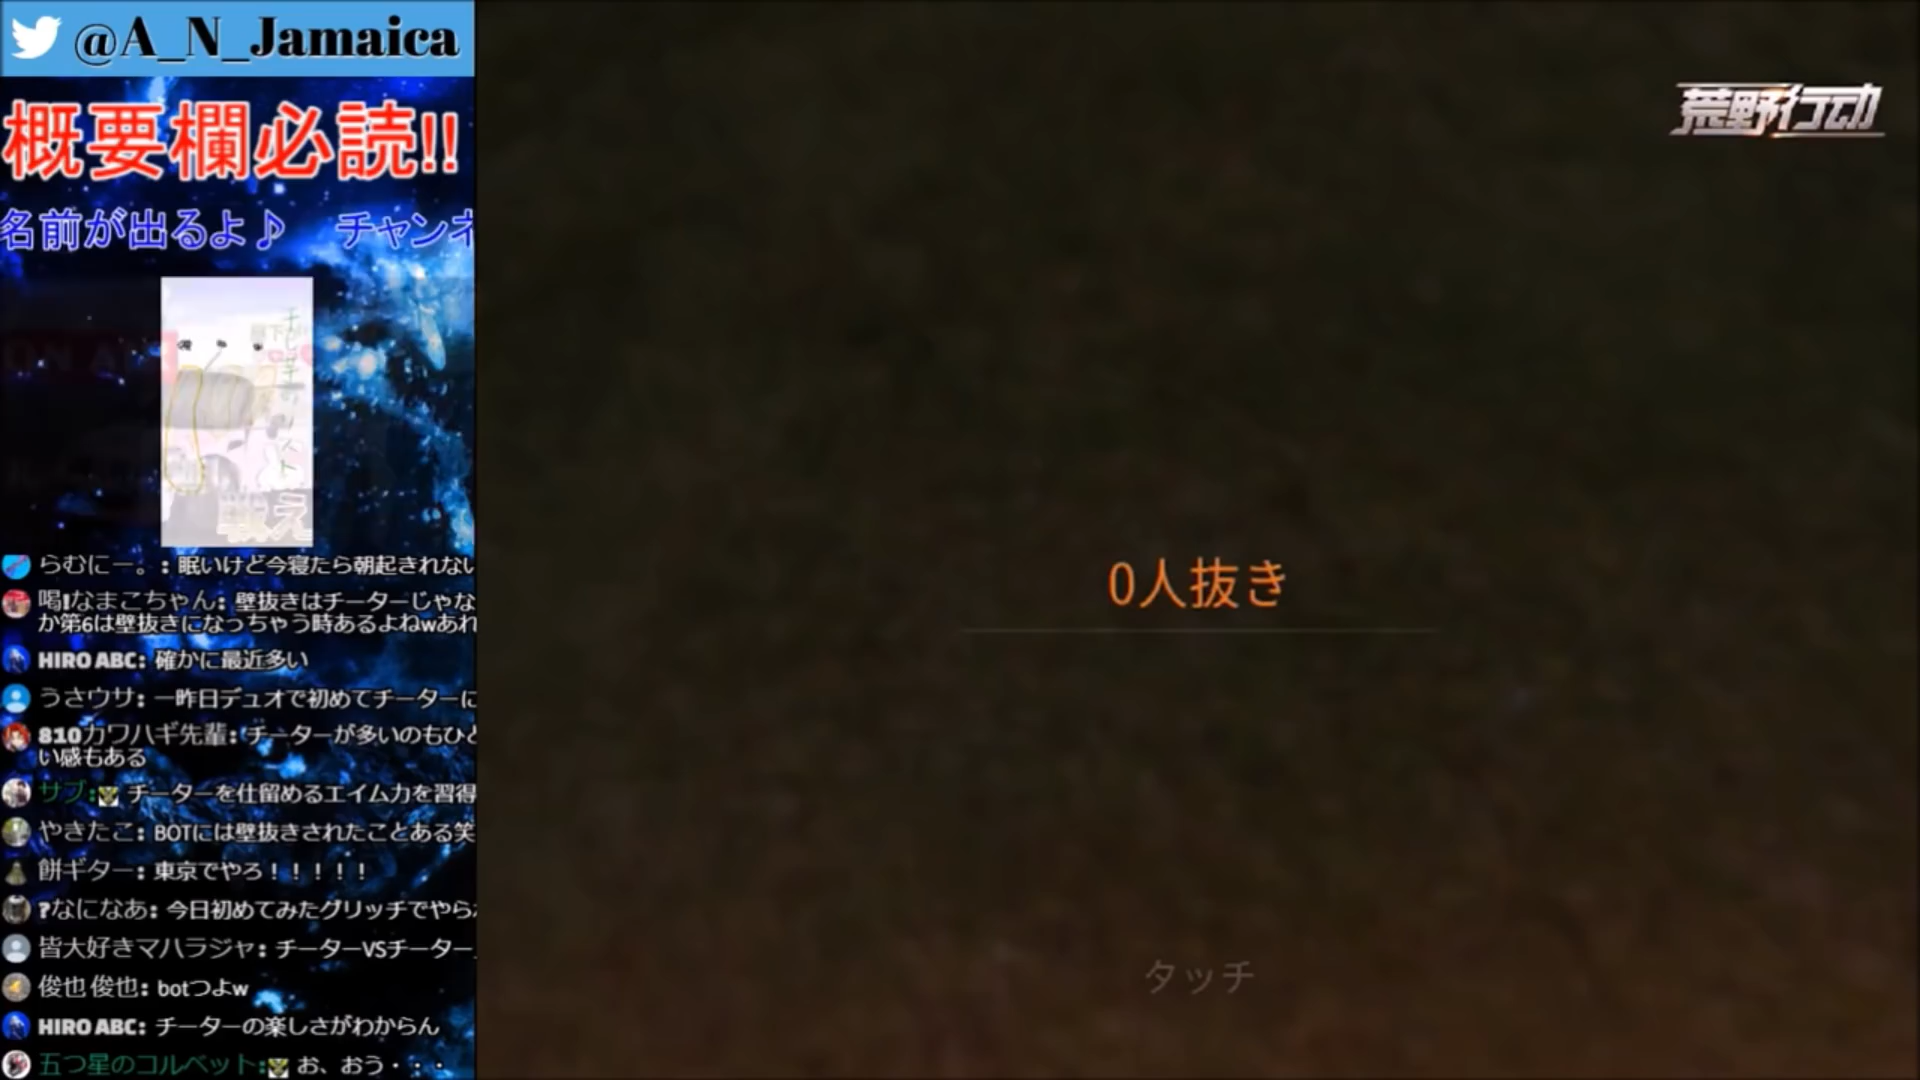 @A_N_Jamaica
概要欄必読!!
名前が出るよ♪ チャンネ
戦え
らむにー。: 眠いけど今寝たら朝起きれない
喝!なまこちゃん: 壁抜きはチーターじゃな
か第6は壁抜きになっちゃう時あるよねwあれ
HIRO ABC: 確かに最近多い
うさウサ: 一昨日デュオで初めてチーターに
810カワハギ先輩: チーターが多いのもひど
い感もある
サブ: チーターを仕留めるエイム力を習得
やきたこ: BOTには壁抜きされたことある笑
餅ギター: 東京でやろ！！！！！
?なになあ: 今日初めてみたグリッチでやら
皆大好きマハラジャ: チーターVSチーター
俊也 俊也: botつよw
HIRO ABC: チーターの楽しさがわからん
五つ星のコルベット: お、おう・・・
荒野行动
0人抜き
タッチ